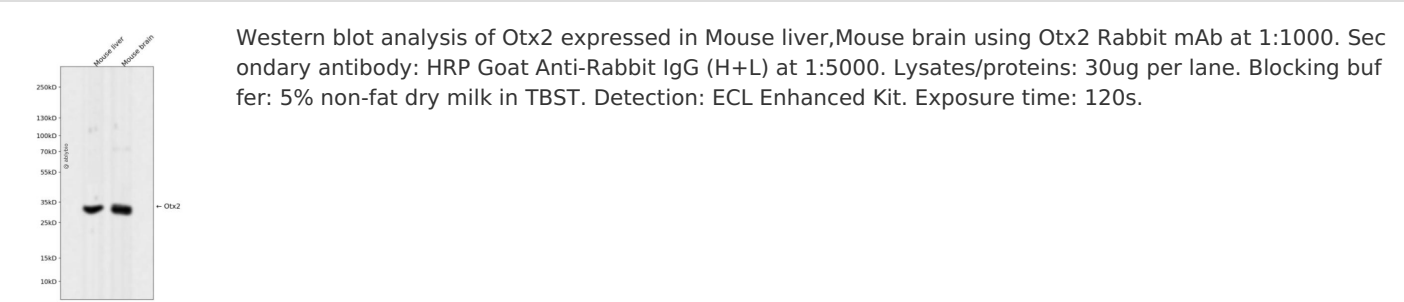 Mouse liver
Mouse brain
250kD
130kD
100kD
70kD
55kD
35kD
25kD
15kD
10kD
@ ablybio
← Otx2
Western blot analysis of Otx2 expressed in Mouse liver,Mouse brain using Otx2 Rabbit mAb at 1:1000. Sec
ondary antibody: HRP Goat Anti-Rabbit IgG (H+L) at 1:5000. Lysates/proteins: 30ug per lane. Blocking buf
fer: 5% non-fat dry milk in TBST. Detection: ECL Enhanced Kit. Exposure time: 120s.